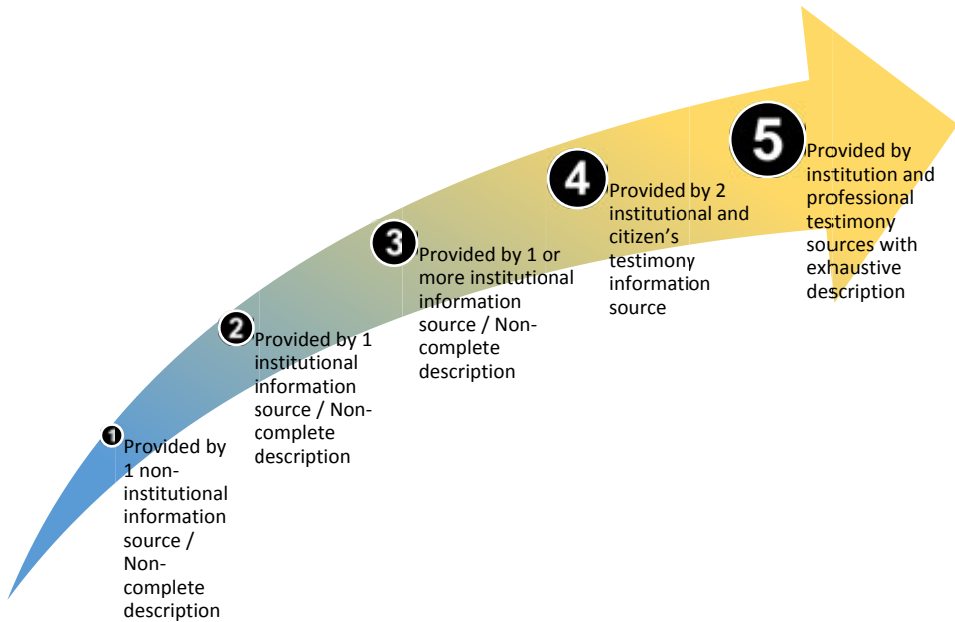 1
Provided by
1 non-
institutional
information
source /
Non-
complete
description
2
Provided by 1
institutional
information
source / Non-
complete
description
3
Provided by 1 or
more institutional
information
source / Non-
complete
description
4
Provided by 2
institutional and
citizen’s
testimony
information
source
5
Provided by
institution and
professional
testimony
sources with
exhaustive
description